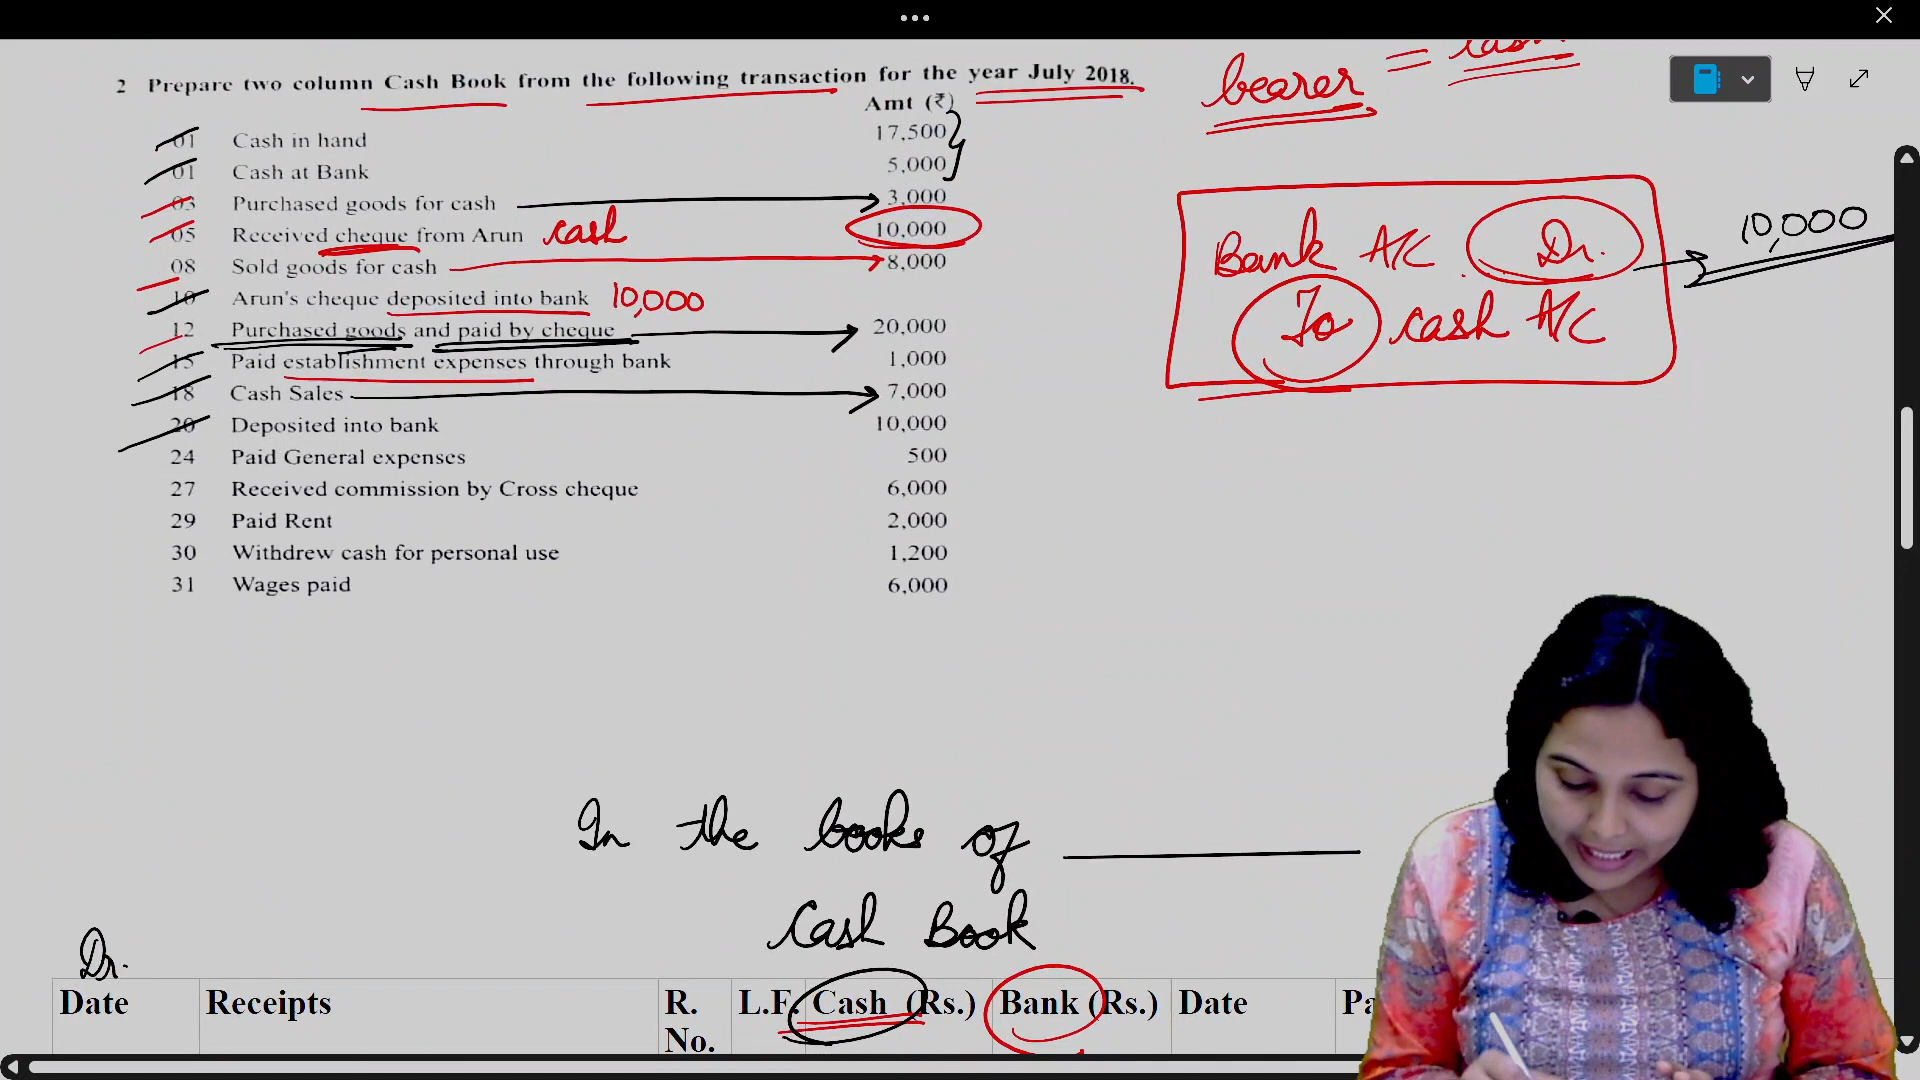 2 Prepare two column Cash Book from the following transaction for the year July 2018.
Amt (₹)
01 Cash in hand 17,500
01 Cash at Bank 5,000
03 Purchased goods for cash 3,000
05 Received cheque from Arun cash 10,000
08 Sold goods for cash 8,000
10 Arun's cheque deposited into bank 10,000
12 Purchased goods and paid by cheque 20,000
15 Paid establishment expenses through bank 1,000
18 Cash Sales 7,000
20 Deposited into bank 10,000
24 Paid General expenses 500
27 Received commission by Cross cheque 6,000
29 Paid Rent 2,000
30 Withdrew cash for personal use 1,200
31 Wages paid 6,000
bearer = cash
Bank A/C Dr. 10,000
To cash A/C
In the books of
Cash Book
Dr.
Date Receipts R. No. L.F. Cash (Rs.) Bank (Rs.) Date